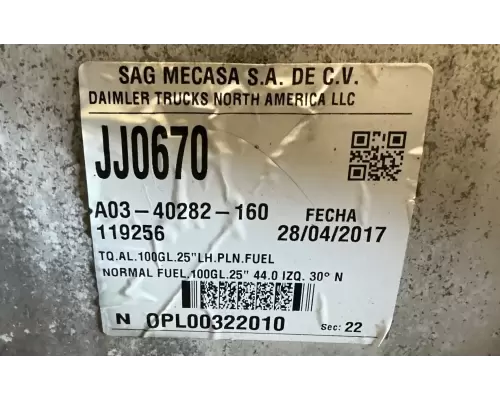 SAG MECASA S.A. DE C.V.
DAIMLER TRUCKS NORTH AMERICA LLC
JJ0670
A03-40282-160 FECHA
119256 28/04/2017
TQ.AL.100GL.25"LH.PLN.FUEL
NORMAL FUEL,100GL.25" 44.0 IZQ. 30° N
N OPL00322010 Sec: 22